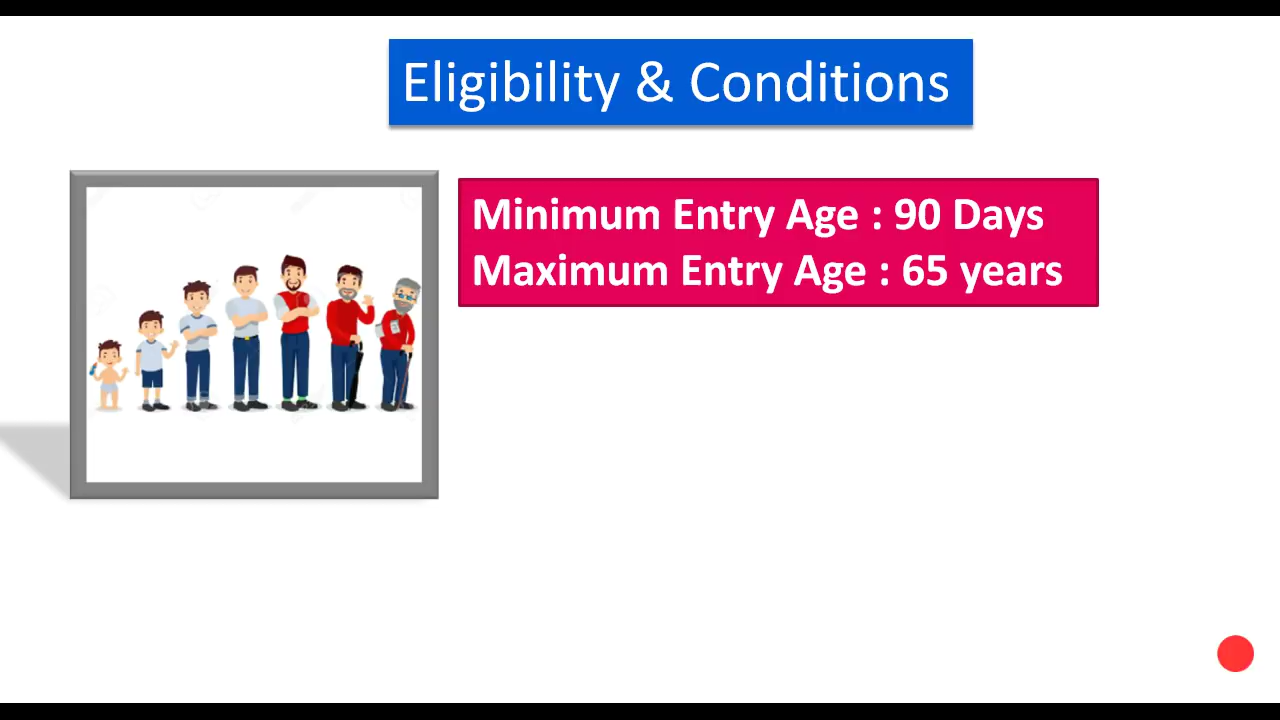 Eligibility & Conditions
Minimum Entry Age : 90 Days
Maximum Entry Age : 65 years